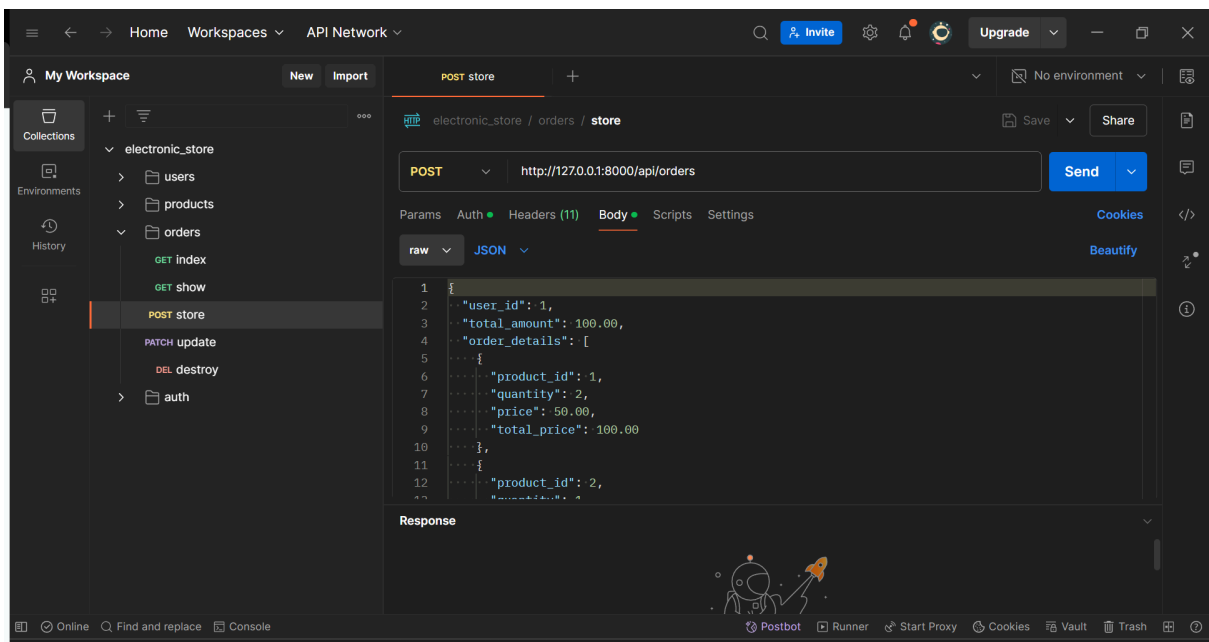 Home Workspaces API Network Invite Upgrade
My Workspace New Import POST store No environment
Collections
Environments
History
electronic_store
users
products
orders
GET index
GET show
POST store
PATCH update
DEL destroy
auth
HTTP electronic_store / orders / store Save Share
POST http://127.0.0.1:8000/api/orders Send
Params Auth Headers (11) Body Scripts Settings Cookies
raw JSON Beautify
1 {
2 "user_id": 1,
3 "total_amount": 100.00,
4 "order_details": [
5 {
6 "product_id": 1,
7 "quantity": 2,
8 "price": 50.00,
9 "total_price": 100.00
10 },
11 {
12 "product_id": 2,
Response
Online Find and replace Console Postbot Runner Start Proxy Cookies Vault Trash